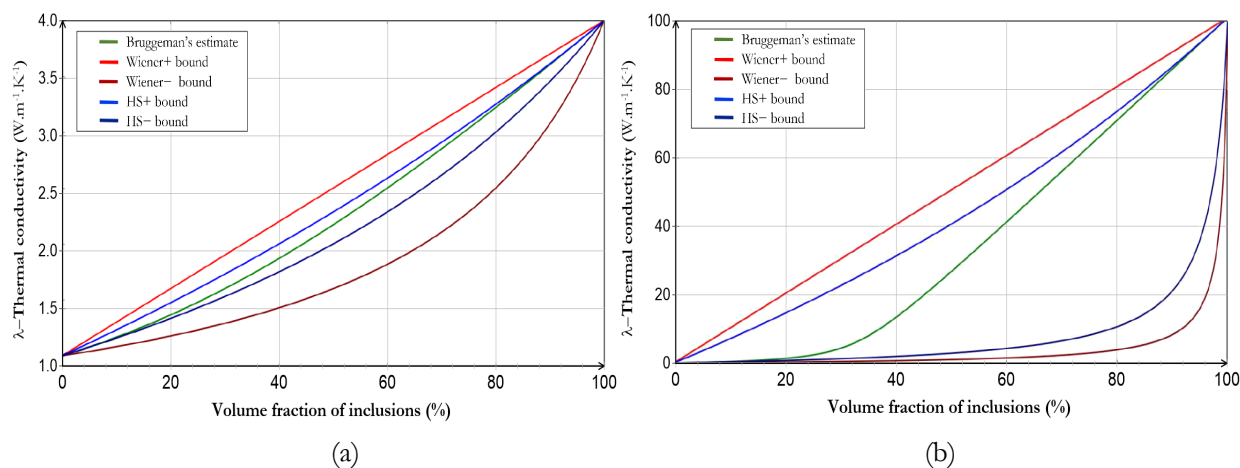 (a)
4.0
3.5
3.0
2.5
2.0
1.5
1.0
λ−Thermal conductivity (W.m⁻¹.K⁻¹)
Bruggeman's estimate
Wiener+ bound
Wiener− bound
HS+ bound
HS− bound
0 20 40 60 80 100
Volume fraction of inclusions (%)
(a)
(b)
100
80
60
40
20
0
λ−Thermal conductivity (W.m⁻¹.K⁻¹)
Bruggeman's estimate
Wiener+ bound
Wiener− bound
HS+ bound
HS− bound
0 20 40 60 80 100
Volume fraction of inclusions (%)
(b)